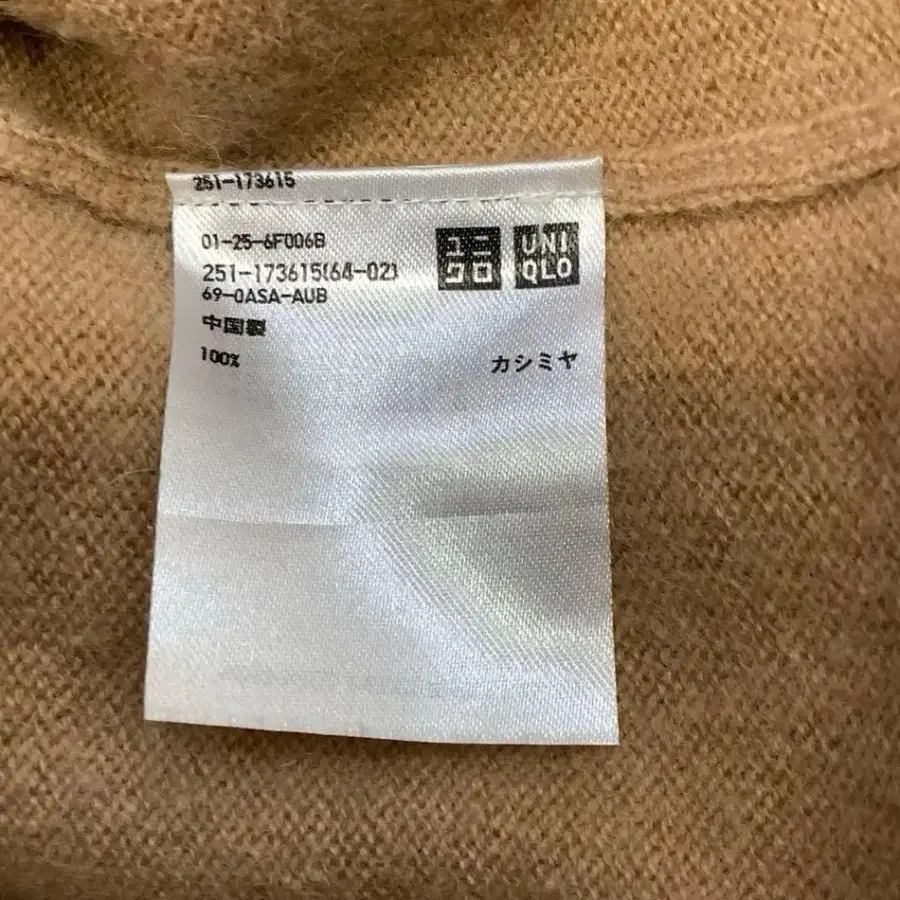 251-173615
01-25-6F006B
251-173615(64-02)
69-0ASA-AUB
ユニクロ
UNIQLO
中国製
100% カシミヤ